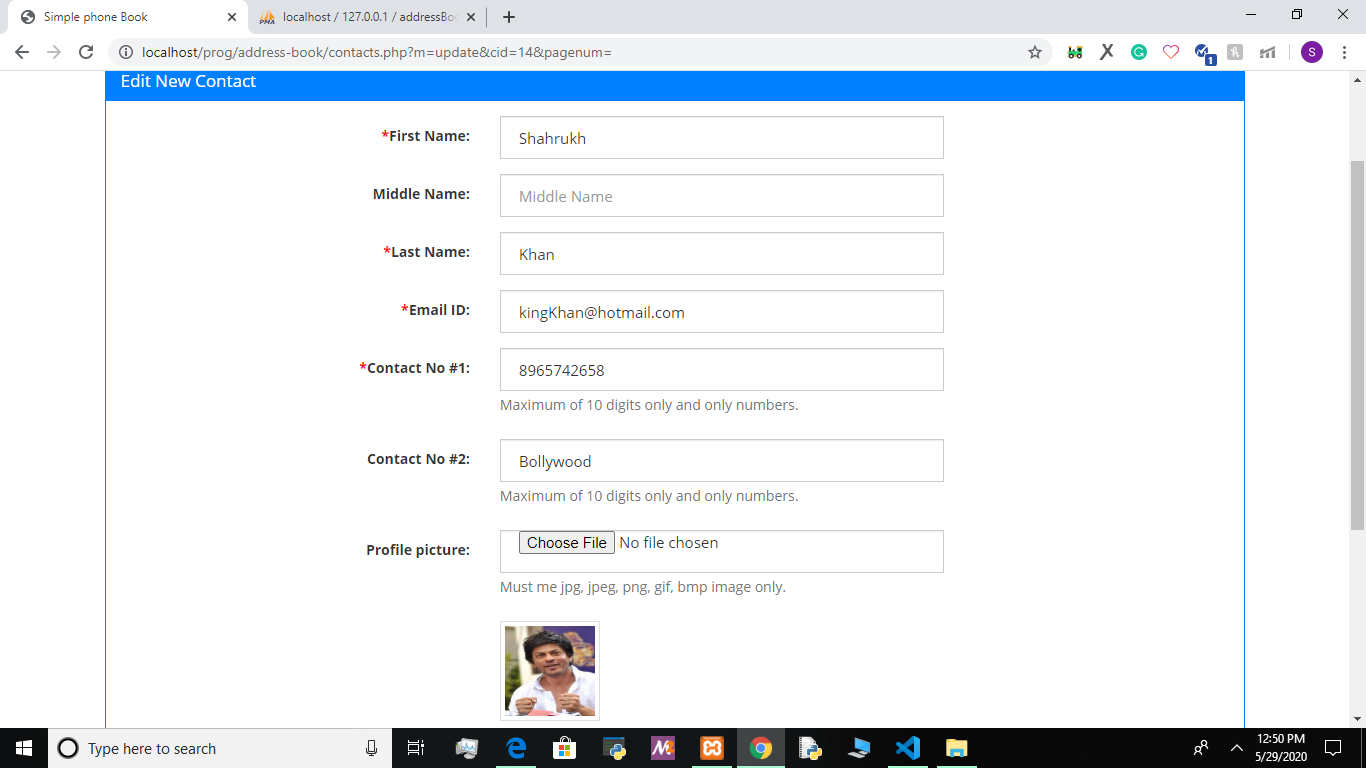 Simple phone Book
localhost / 127.0.0.1 / addressBo
localhost/prog/address-book/contacts.php?m=update&cid=14&pagenum=
1
S
Edit New Contact
*First Name:
Shahrukh
Middle Name:
Middle Name
*Last Name:
Khan
*Email ID:
kingKhan@hotmail.com
*Contact No #1:
8965742658
Maximum of 10 digits only and only numbers.
Contact No #2:
Bollywood
Maximum of 10 digits only and only numbers.
Profile picture:
Choose File No file chosen
Must me jpg, jpeg, png, gif, bmp image only.
Type here to search
12:50 PM
5/29/2020